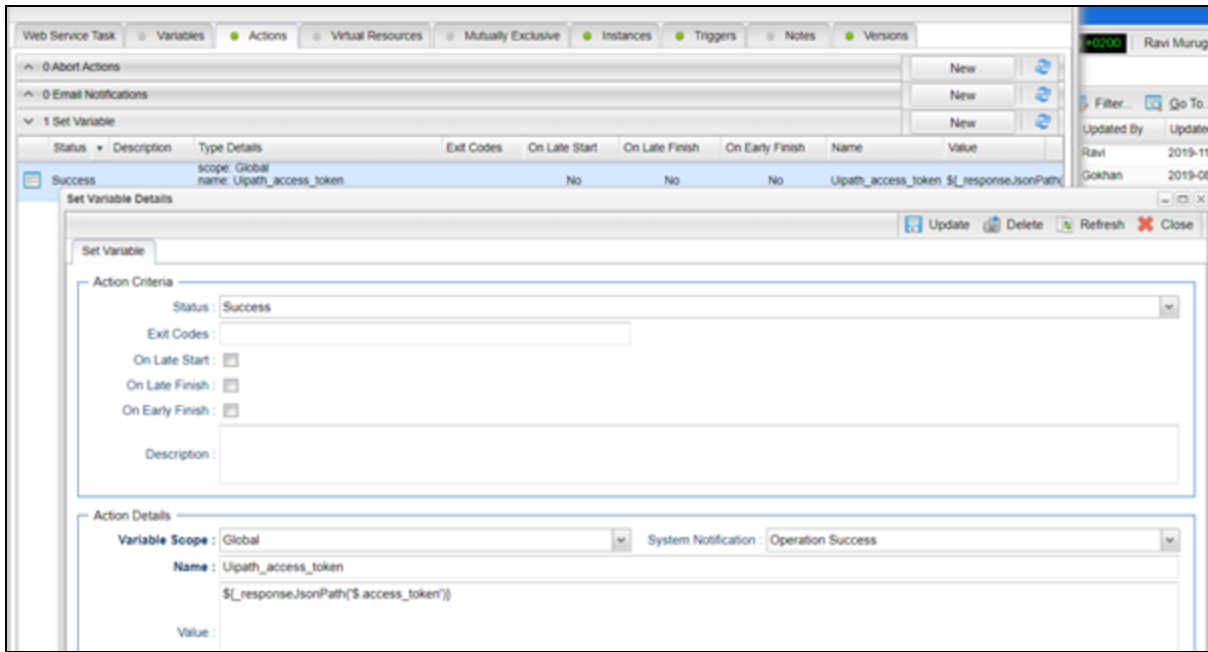 Web Service Task Variables Actions Virtual Resources Mutually Exclusive Instances Triggers Notes Versions
+0200 Ravi Murug
0 Abort Actions New
0 Email Notifications New
Filter... Go To..
1 Set Variable New
Updated By Update
Status Description Type Details Exit Codes On Late Start On Late Finish On Early Finish Name Value
Ravi 2019-11
Success scope: Global
name: Uipath_access_token No No No Uipath_access_token ${_responseJsonPath(
Gokhan 2019-08
Set Variable Details
Update Delete Refresh Close
Set Variable
Action Criteria
Status : Success
Exit Codes :
On Late Start :
On Late Finish :
On Early Finish :
Description :
Action Details
Variable Scope : Global System Notification : Operation Success
Name : Uipath_access_token
${_responseJsonPath('$.access_token')}
Value :